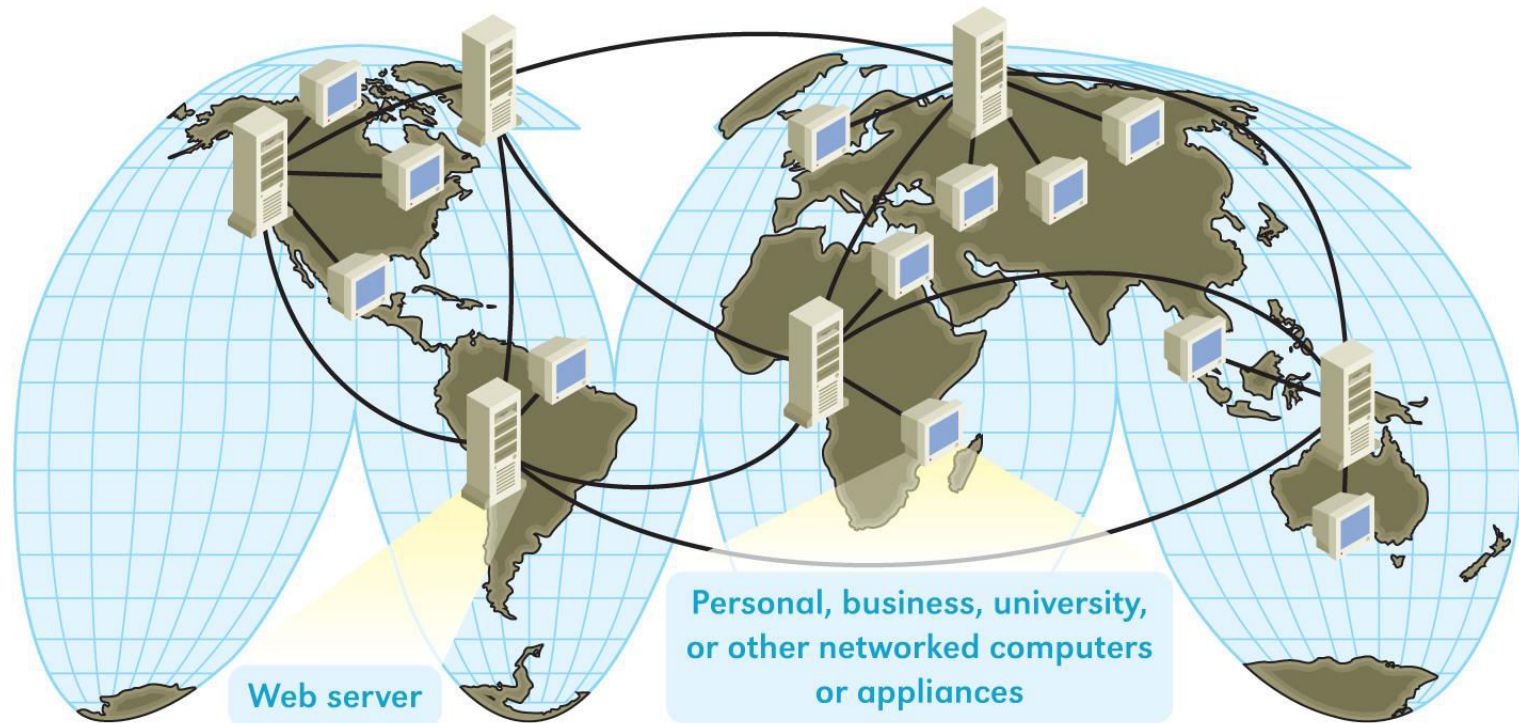 Web server
Personal, business, university,
or other networked computers
or appliances